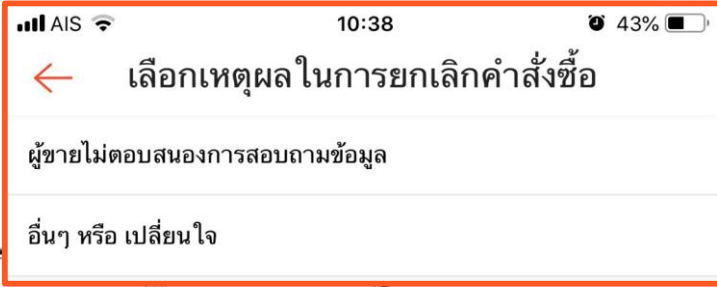 AIS 10:38 43%
เลือกเหตุผลในการยกเลิกคำสั่งซื้อ
ผู้ขายไม่ตอบสนองการสอบถามข้อมูล
อื่นๆ หรือ เปลี่ยนใจ